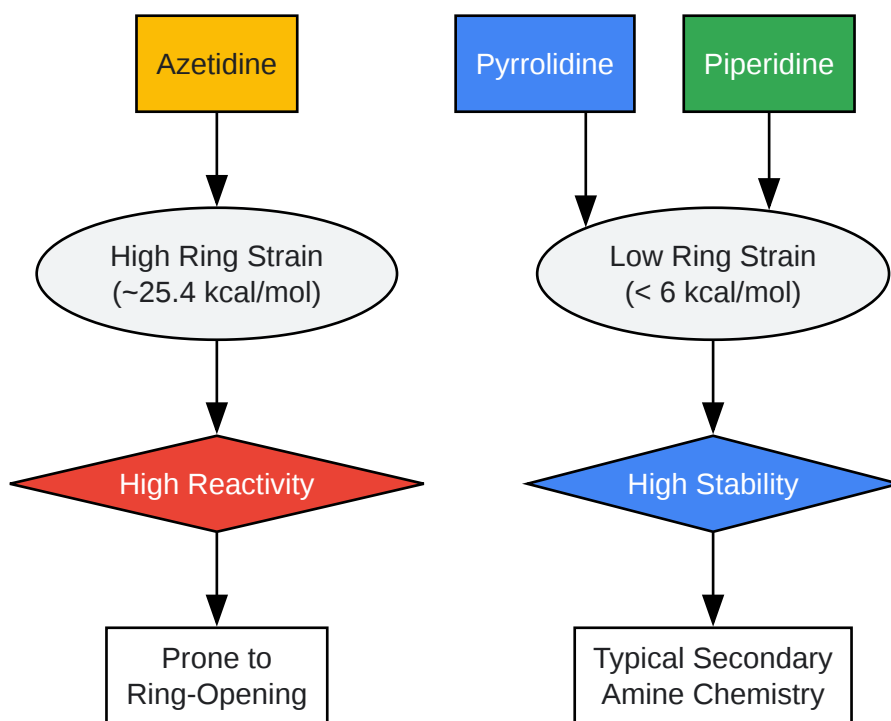 Azetidine
Pyrrolidine
Piperidine
High Ring Strain
(~25.4 kcal/mol)
Low Ring Strain
(< 6 kcal/mol)
High Reactivity
High Stability
Prone to
Ring-Opening
Typical Secondary
Amine Chemistry